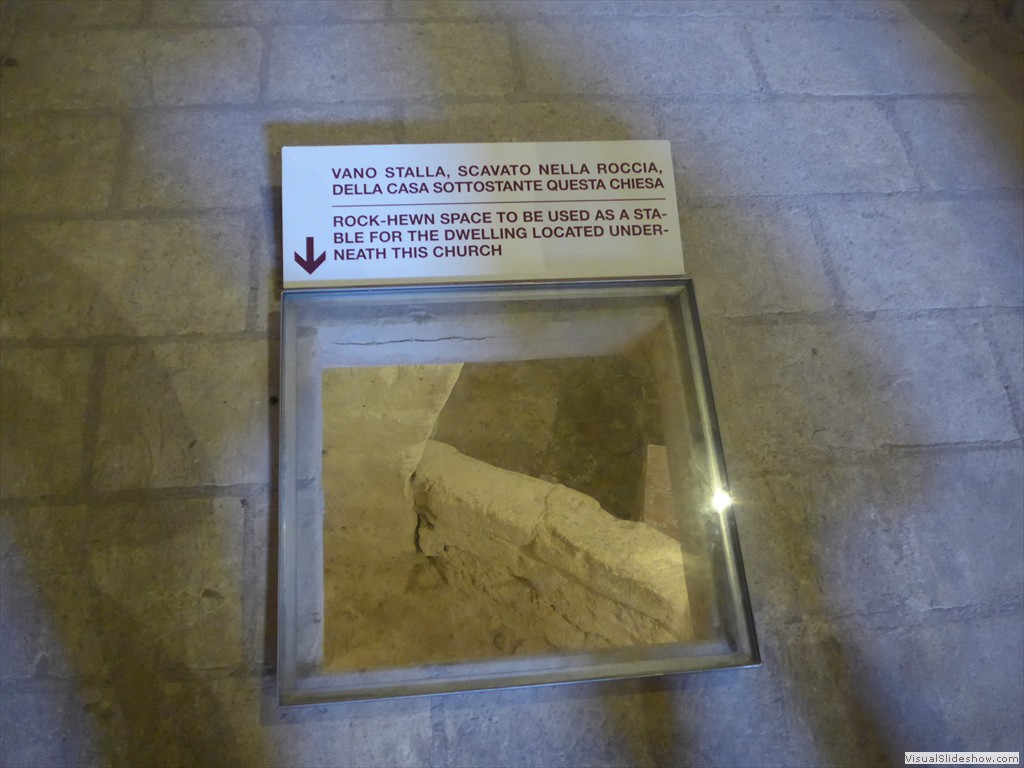 VANO STALLA, SCAVATO NELLA ROCCIA,
DELLA CASA SOTTOSTANTE QUESTA CHIESA
ROCK-HEWN SPACE TO BE USED AS A STA-
BLE FOR THE DWELLING LOCATED UNDER-
NEATH THIS CHURCH
VisualSlideshow.com